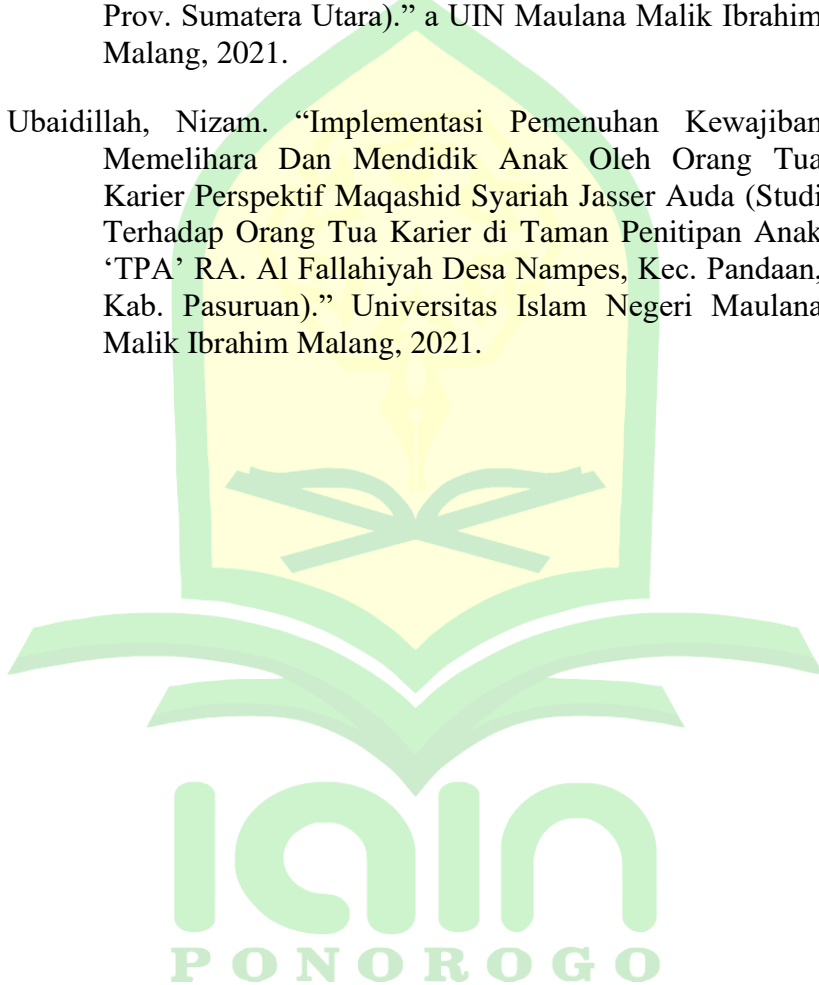 Prov. Sumatera Utara).” a UIN Maulana Malik Ibrahim
Malang, 2021.
Ubaidillah, Nizam. “Implementasi Pemenuhan Kewajiban
Memelihara Dan Mendidik Anak Oleh Orang Tua
Karier Perspektif Maqashid Syariah Jasser Auda (Studi
Terhadap Orang Tua Karier di Taman Penitipan Anak
‘TPA’ RA. Al Fallahiyah Desa Nampes, Kec. Pandaan,
Kab. Pasuruan).” Universitas Islam Negeri Maulana
Malik Ibrahim Malang, 2021.
iain
PONOROGO